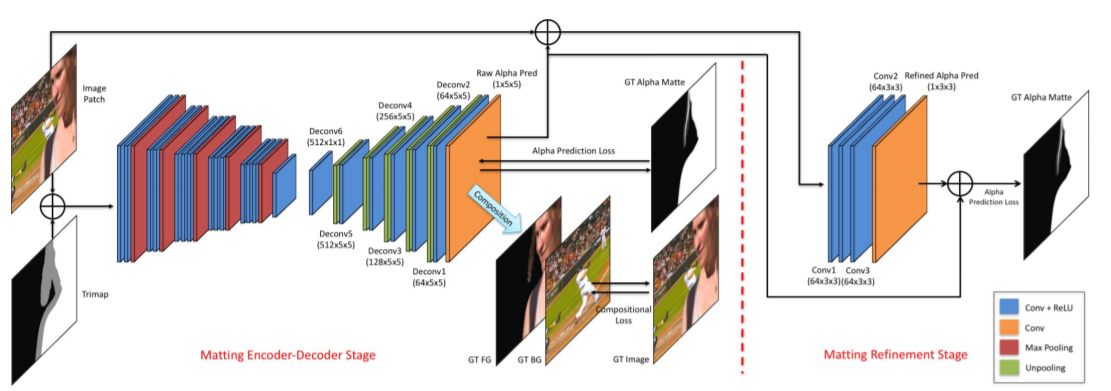 Image
Patch
Trimap
Deconv6
(512x1x1)
Deconv5
(512x5x5)
Deconv4
(256x5x5)
Deconv3
(128x5x5)
Deconv2
(64x5x5)
Deconv1
(64x5x5)
Raw Alpha Pred
(1x5x5)
Alpha Prediction Loss
GT Alpha Matte
Composition
GT FG
GT BG
Compositional
Loss
GT Image
Matting Encoder-Decoder Stage
Conv2
(64x3x3)
Refined Alpha Pred
(1x3x3)
Conv1
(64x3x3)
Conv3
(64x3x3)
Alpha
Prediction Loss
GT Alpha Matte
Matting Refinement Stage
Conv + ReLU
Conv
Max Pooling
Unpooling